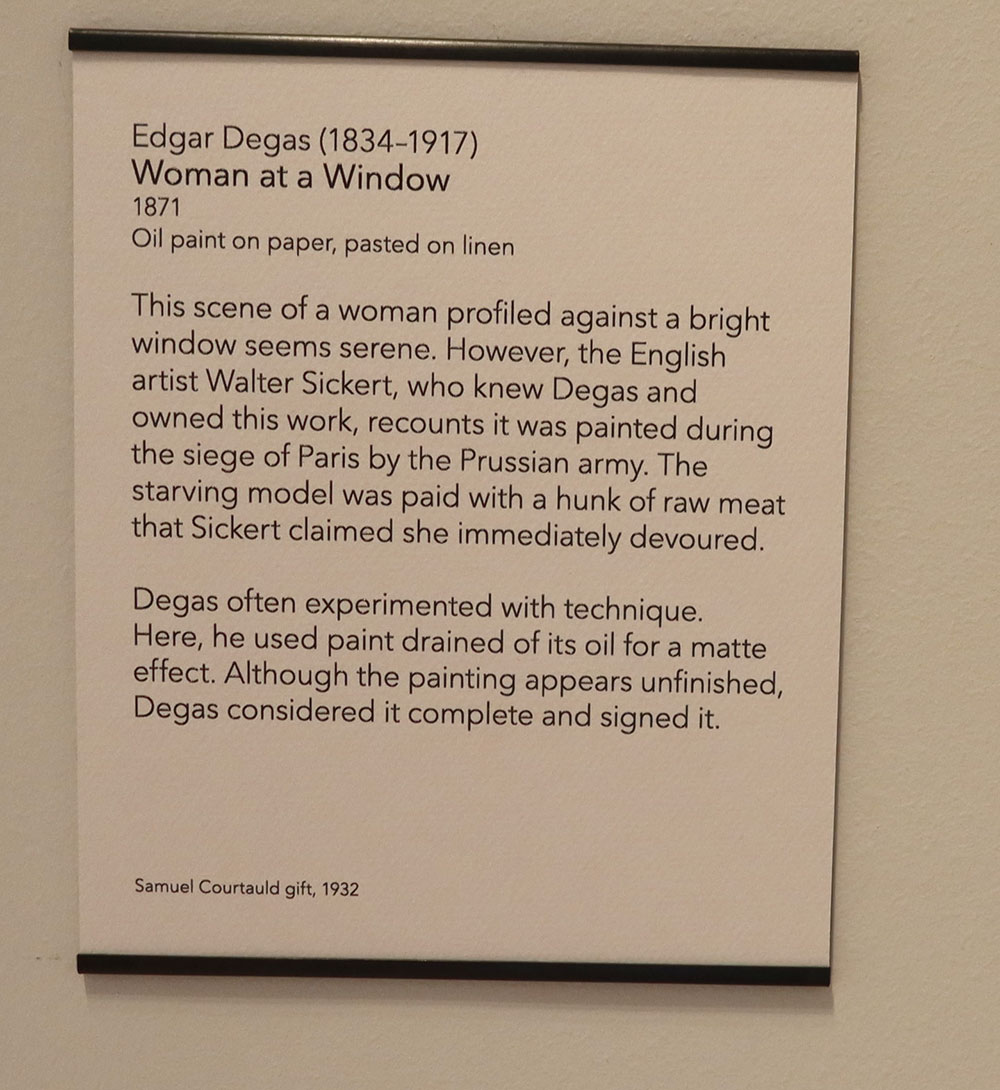 Edgar Degas (1834–1917)
Woman at a Window
1871
Oil paint on paper, pasted on linen
This scene of a woman profiled against a bright
window seems serene. However, the English
artist Walter Sickert, who knew Degas and
owned this work, recounts it was painted during
the siege of Paris by the Prussian army. The
starving model was paid with a hunk of raw meat
that Sickert claimed she immediately devoured.
Degas often experimented with technique.
Here, he used paint drained of its oil for a matte
effect. Although the painting appears unfinished,
Degas considered it complete and signed it.
Samuel Courtauld gift, 1932